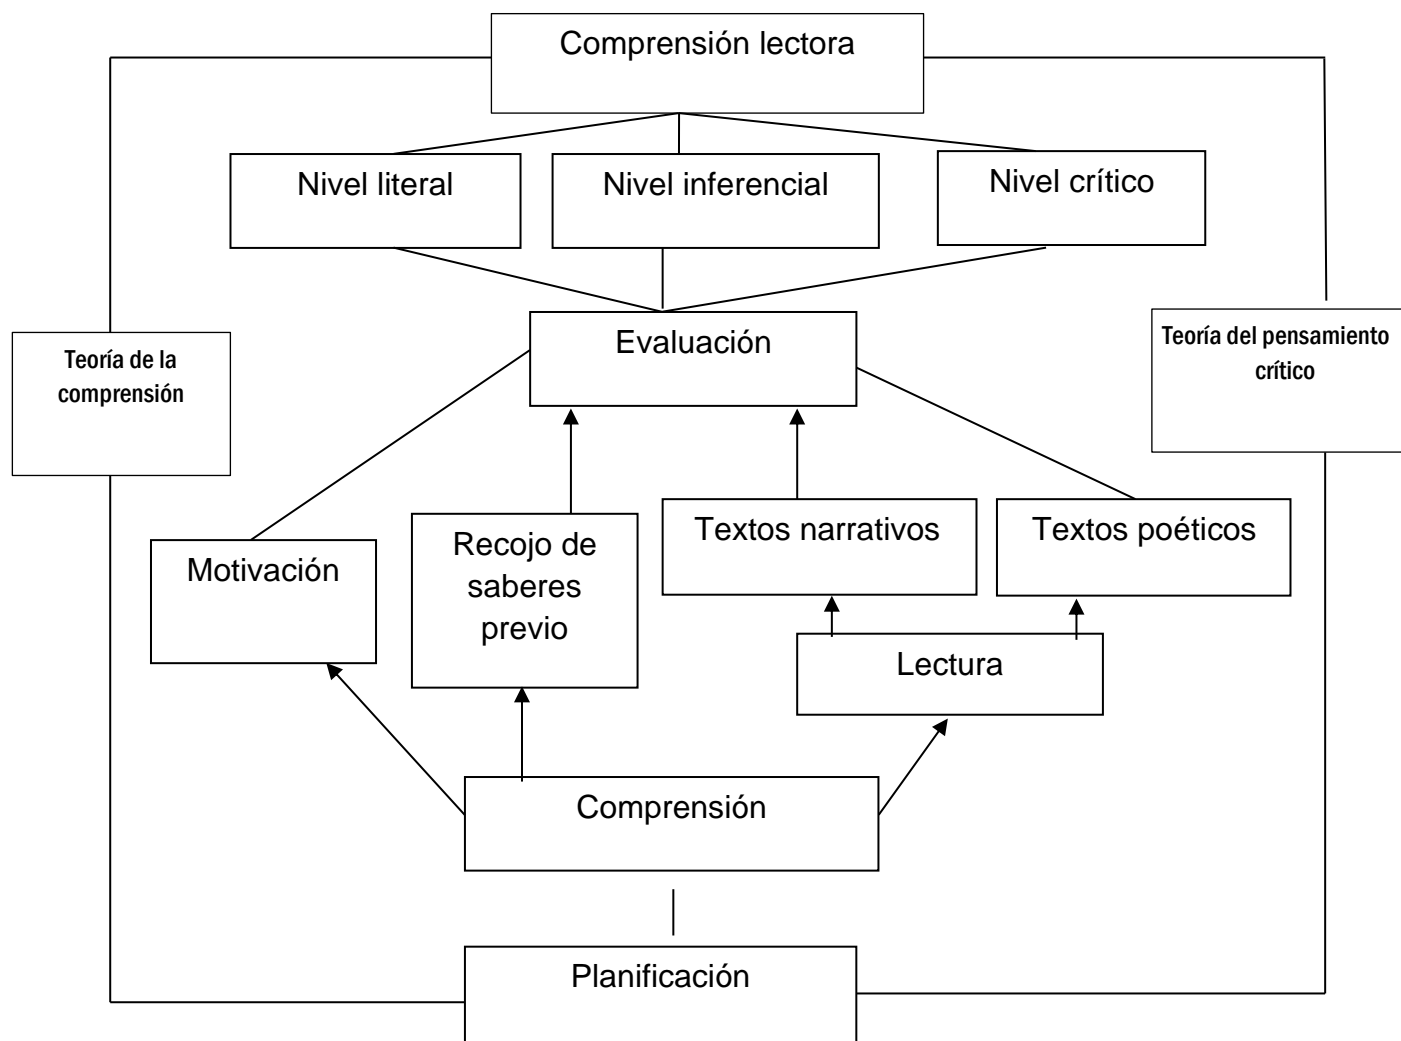 Comprensión lectora
Nivel literal
Nivel inferencial
Nivel crítico
Evaluación
Teoría de la
comprensión
Teoría del pensamiento
crítico
Motivación
Recojo de
saberes
previo
Textos narrativos
Textos poéticos
Lectura
Comprensión
Planificación